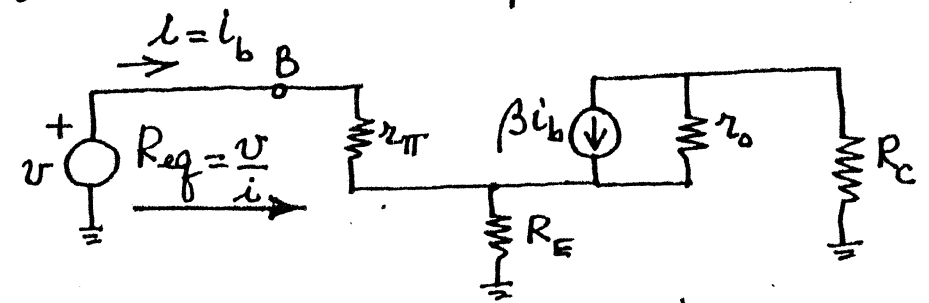 i = i_b
B
+
v
R_eq = v/i
r_π
βi_b
r_o
R_C
R_E